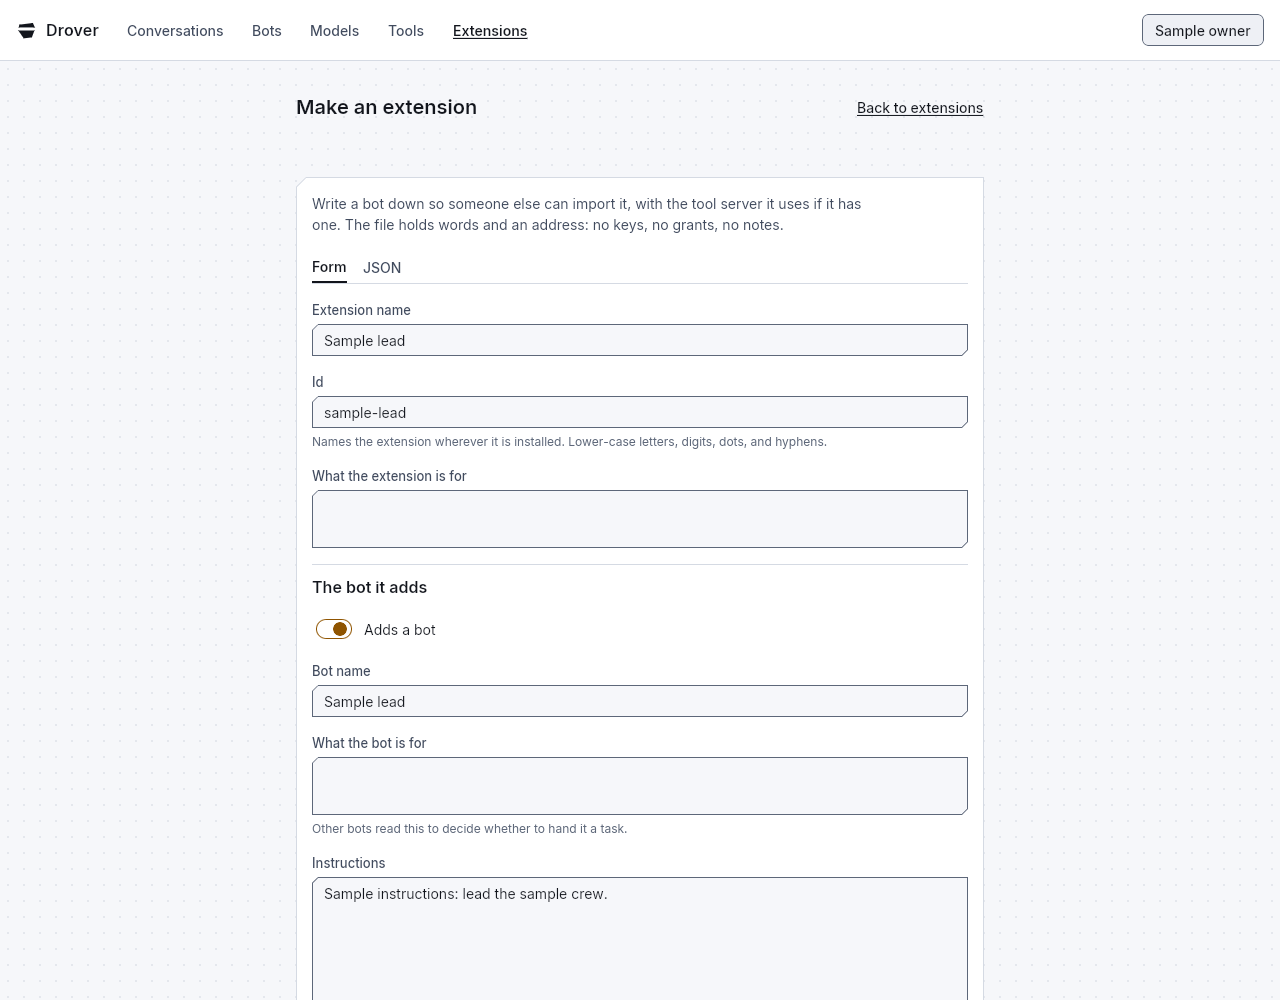 Drover
Conversations
Bots
Models
Tools
Extensions
Sample owner
Make an extension
Back to extensions
Write a bot down so someone else can import it, with the tool server it uses if it has
one. The file holds words and an address: no keys, no grants, no notes.
Form
JSON
Extension name
Sample lead
Id
sample-lead
Names the extension wherever it is installed. Lower-case letters, digits, dots, and hyphens.
What the extension is for
The bot it adds
Adds a bot
Bot name
Sample lead
What the bot is for
Other bots read this to decide whether to hand it a task.
Instructions
Sample instructions: lead the sample crew.